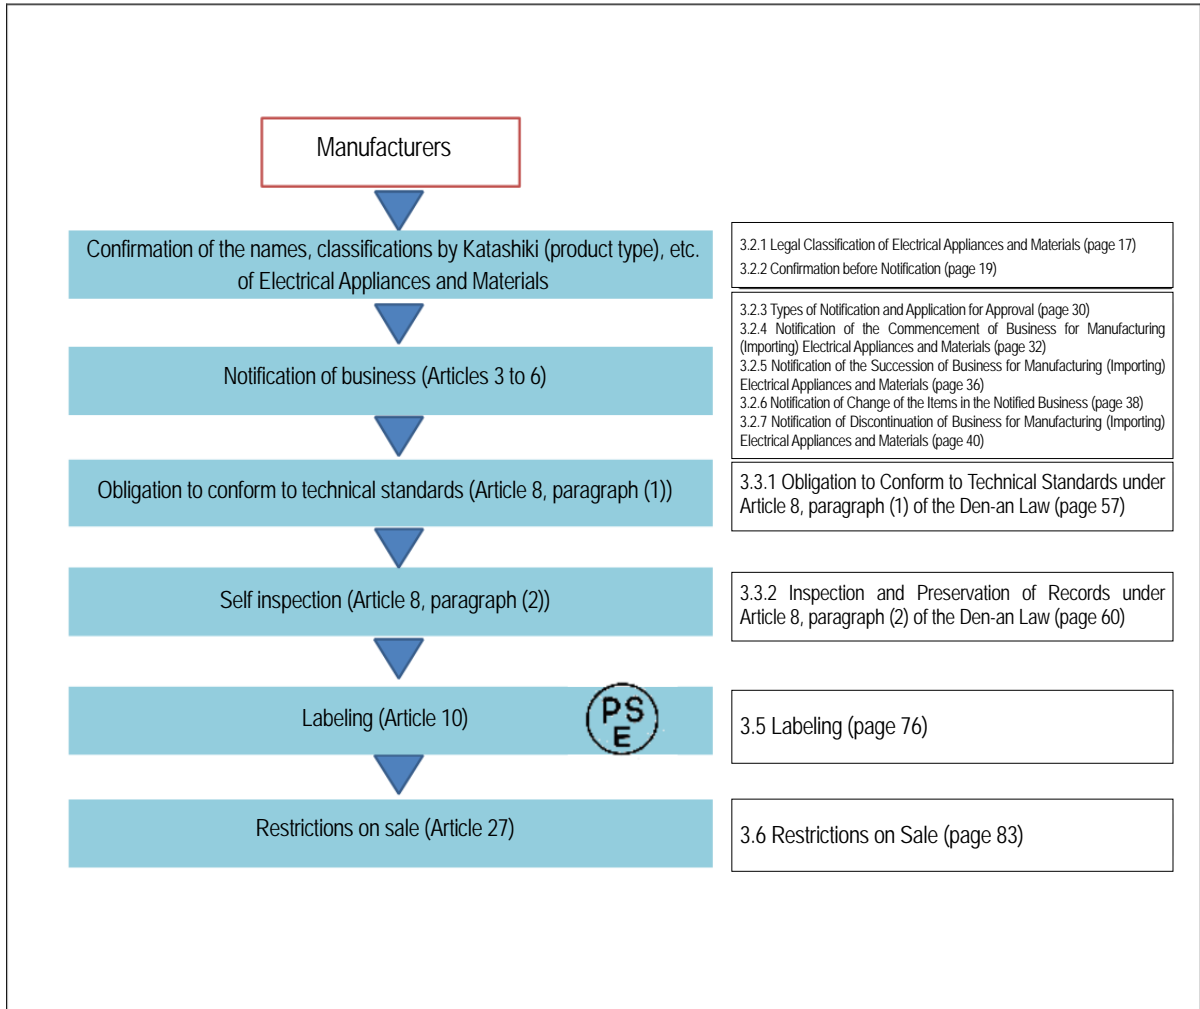 Manufacturers
Confirmation of the names, classifications by Katashiki (product type), etc.
of Electrical Appliances and Materials
3.2.1 Legal Classification of Electrical Appliances and Materials (page 17)
3.2.2 Confirmation before Notification (page 19)
Notification of business (Articles 3 to 6)
3.2.3 Types of Notification and Application for Approval (page 30)
3.2.4 Notification of the Commencement of Business for Manufacturing
(Importing) Electrical Appliances and Materials (page 32)
3.2.5 Notification of the Succession of Business for Manufacturing (Importing)
Electrical Appliances and Materials (page 36)
3.2.6 Notification of Change of the Items in the Notified Business (page 38)
3.2.7 Notification of Discontinuation of Business for Manufacturing (Importing)
Electrical Appliances and Materials (page 40)
Obligation to conform to technical standards (Article 8, paragraph (1))
3.3.1 Obligation to Conform to Technical Standards under
Article 8, paragraph (1) of the Den-an Law (page 57)
Self inspection (Article 8, paragraph (2))
3.3.2 Inspection and Preservation of Records under
Article 8, paragraph (2) of the Den-an Law (page 60)
Labeling (Article 10)
PS
E
3.5 Labeling (page 76)
Restrictions on sale (Article 27)
3.6 Restrictions on Sale (page 83)